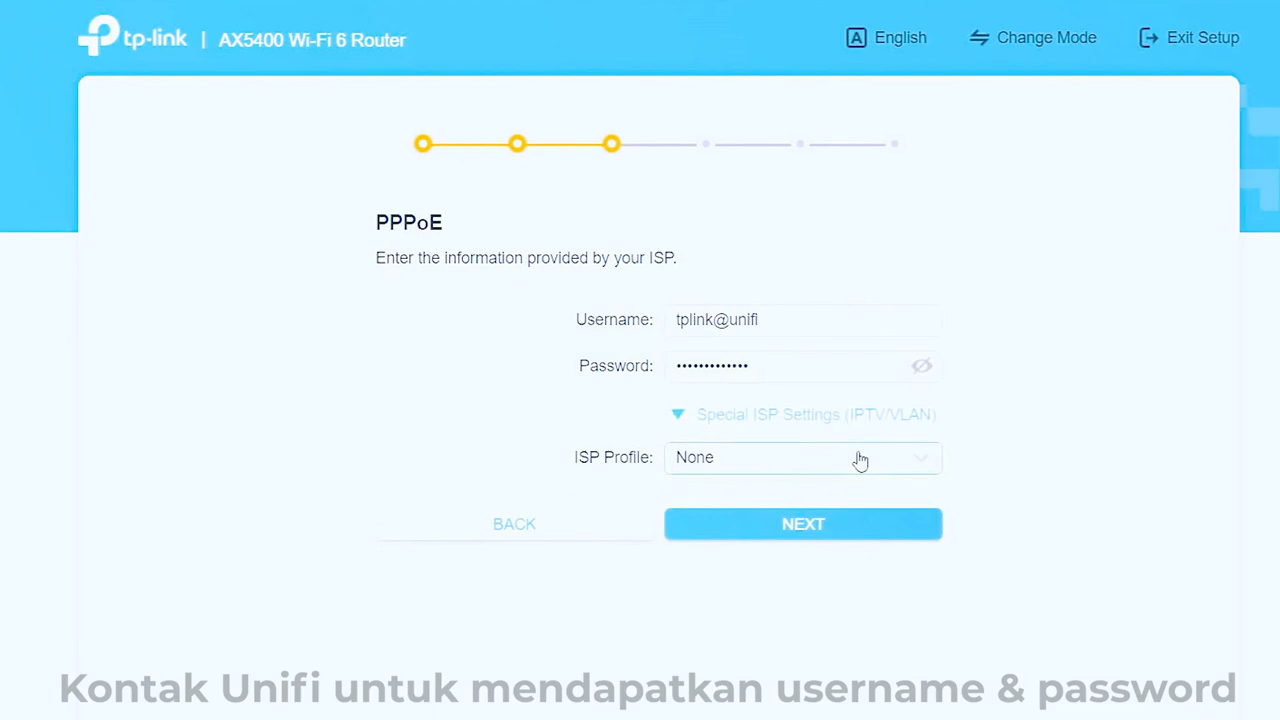 tp-link | AX5400 Wi-Fi 6 Router
A English
Change Mode
Exit Setup
PPPoE
Enter the information provided by your ISP.
Username: tplink@unifi
Password: •••••••••••••
Special ISP Settings (IPTV/VLAN)
ISP Profile: None
BACK
NEXT
Kontak Unifi untuk mendapatkan username & password